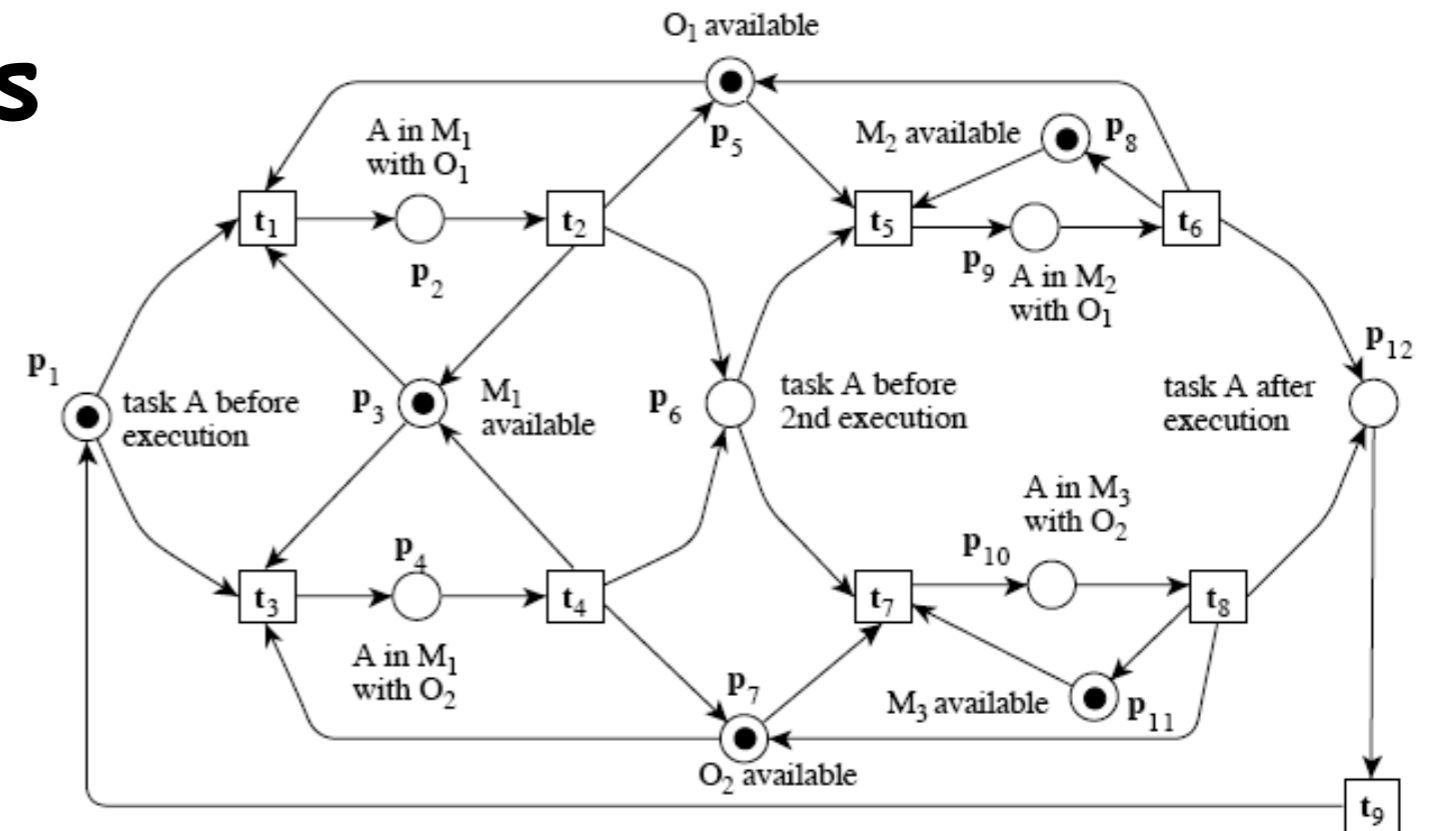 O1 available
s
p5
A in M1
with O1
M2 available
p8
t1
t2
t5
t6
p2
p9
A in M2
with O1
p1
p12
task A before
execution
p3
M1
available
p6
task A before
2nd execution
task A after
execution
A in M3
with O2
p4
p10
t3
t4
t7
t8
A in M1
with O2
p7
M3 available
p11
O2 available
t9